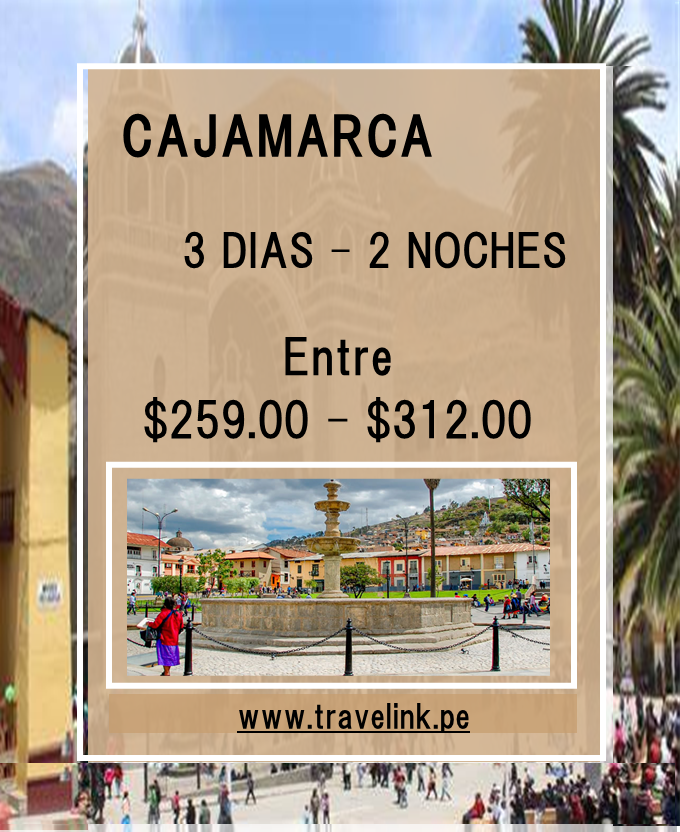 CAJAMARCA
3 DIAS - 2 NOCHES
Entre
$259.00 - $312.00
www.travelink.pe